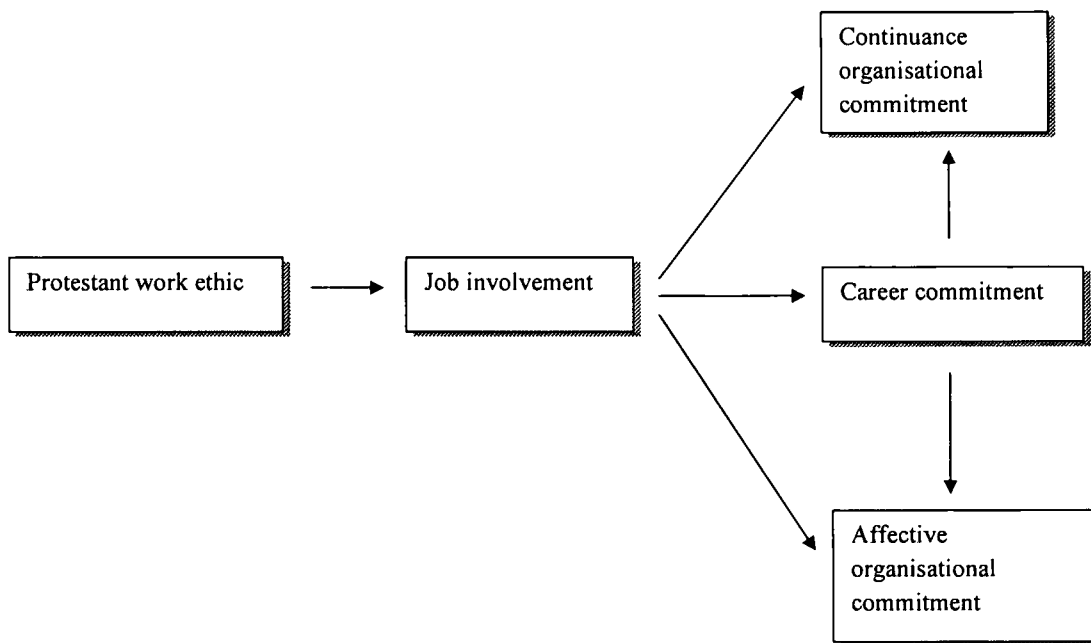 Continuance
organisational
commitment
Protestant work ethic
Job involvement
Career commitment
Affective
organisational
commitment